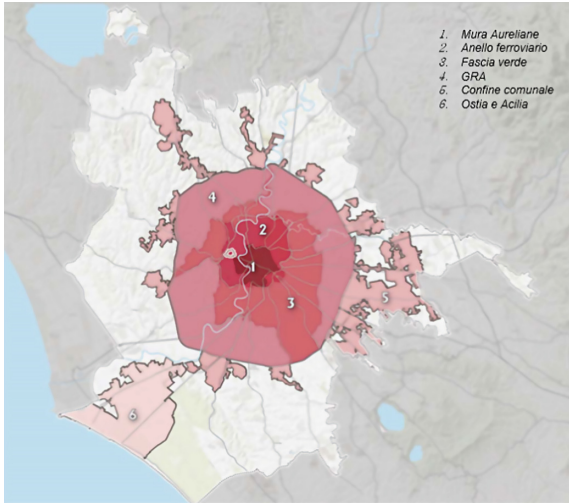 1. Mura Aureliane
2. Anello ferroviario
3. Fascia verde
4. GRA
5. Confine comunale
6. Ostia e Acilia
4
2
1
3
5
6